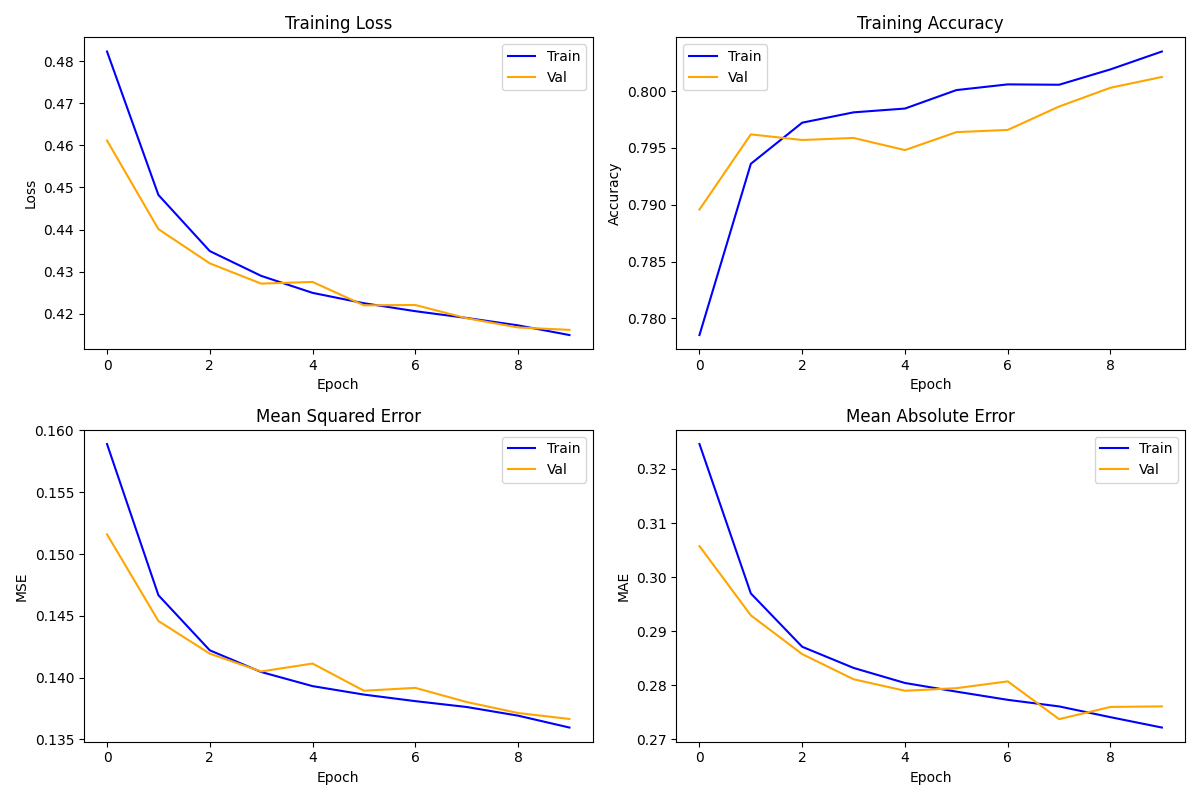 Training Loss
Loss
0.48
0.47
0.46
0.45
0.44
0.43
0.42
0 2 4 6 8
Epoch
Train
Val
Training Accuracy
Accuracy
0.800
0.795
0.790
0.785
0.780
0 2 4 6 8
Epoch
Train
Val
Mean Squared Error
MSE
0.160
0.155
0.150
0.145
0.140
0.135
0 2 4 6 8
Epoch
Train
Val
Mean Absolute Error
MAE
0.32
0.31
0.30
0.29
0.28
0.27
0 2 4 6 8
Epoch
Train
Val